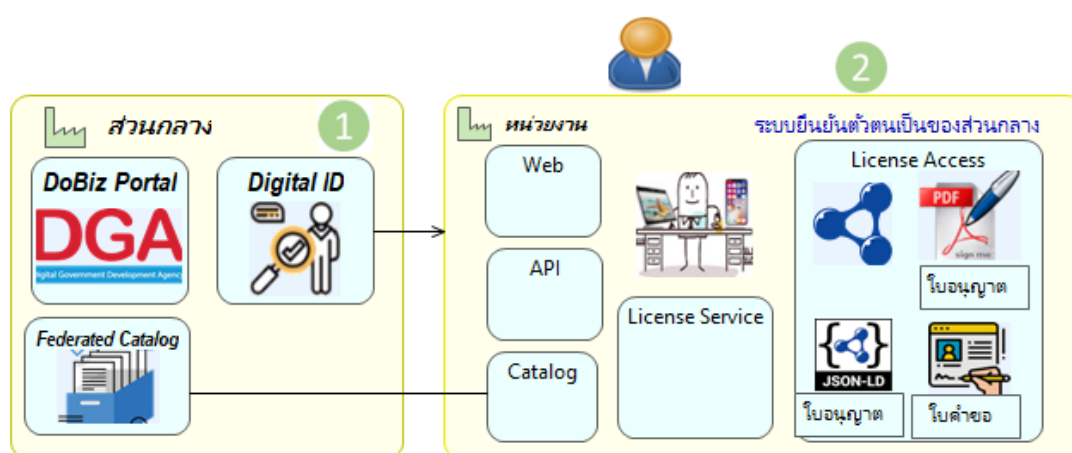 2
ส่วนกลาง
1
หน่วยงาน
ระบบยืนยันตัวตนเป็นของส่วนกลาง
DoBiz Portal
DGA
Digital Government Development Agency
Digital ID
Web
License Access
PDF
sign me
ใบอนุญาต
API
License Service
Federated Catalog
Catalog
JSON-LD
ใบอนุญาต
ใบคำขอ